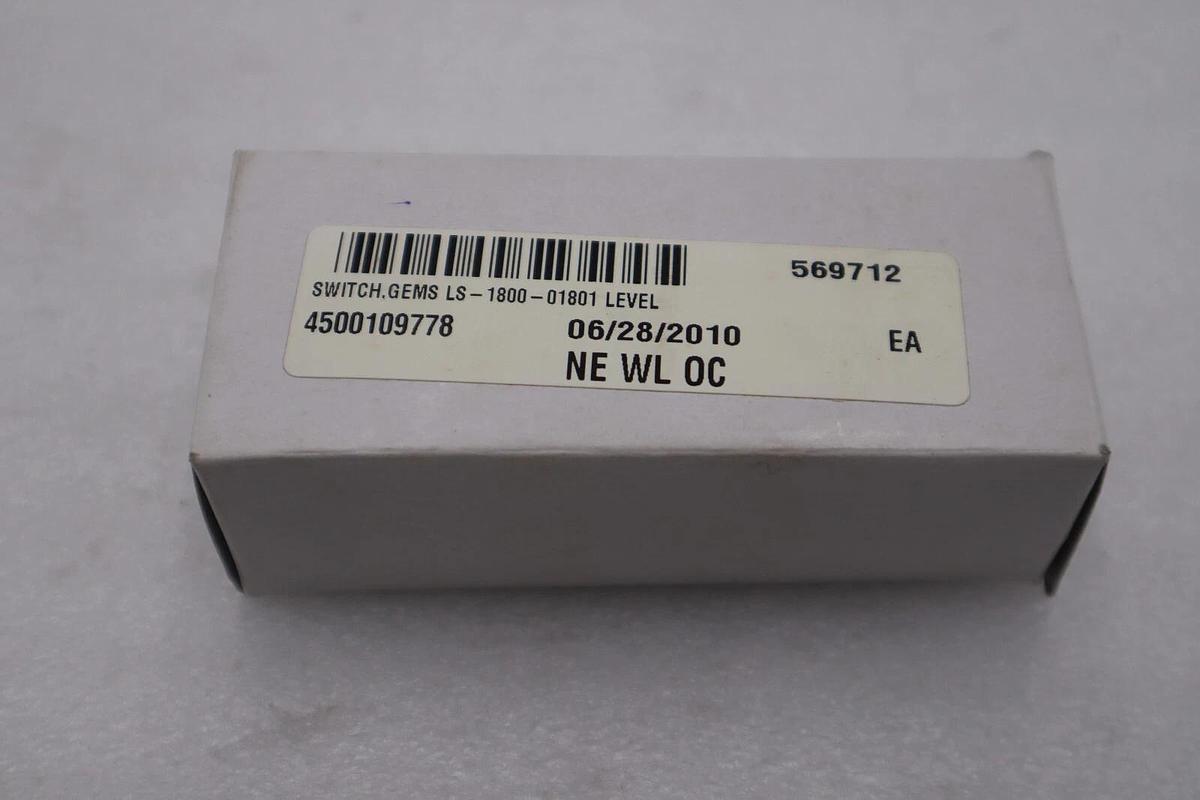 569712
SWITCH,GEMS LS-1800-01801 LEVEL
4500109778 06/28/2010 EA
NE WL OC